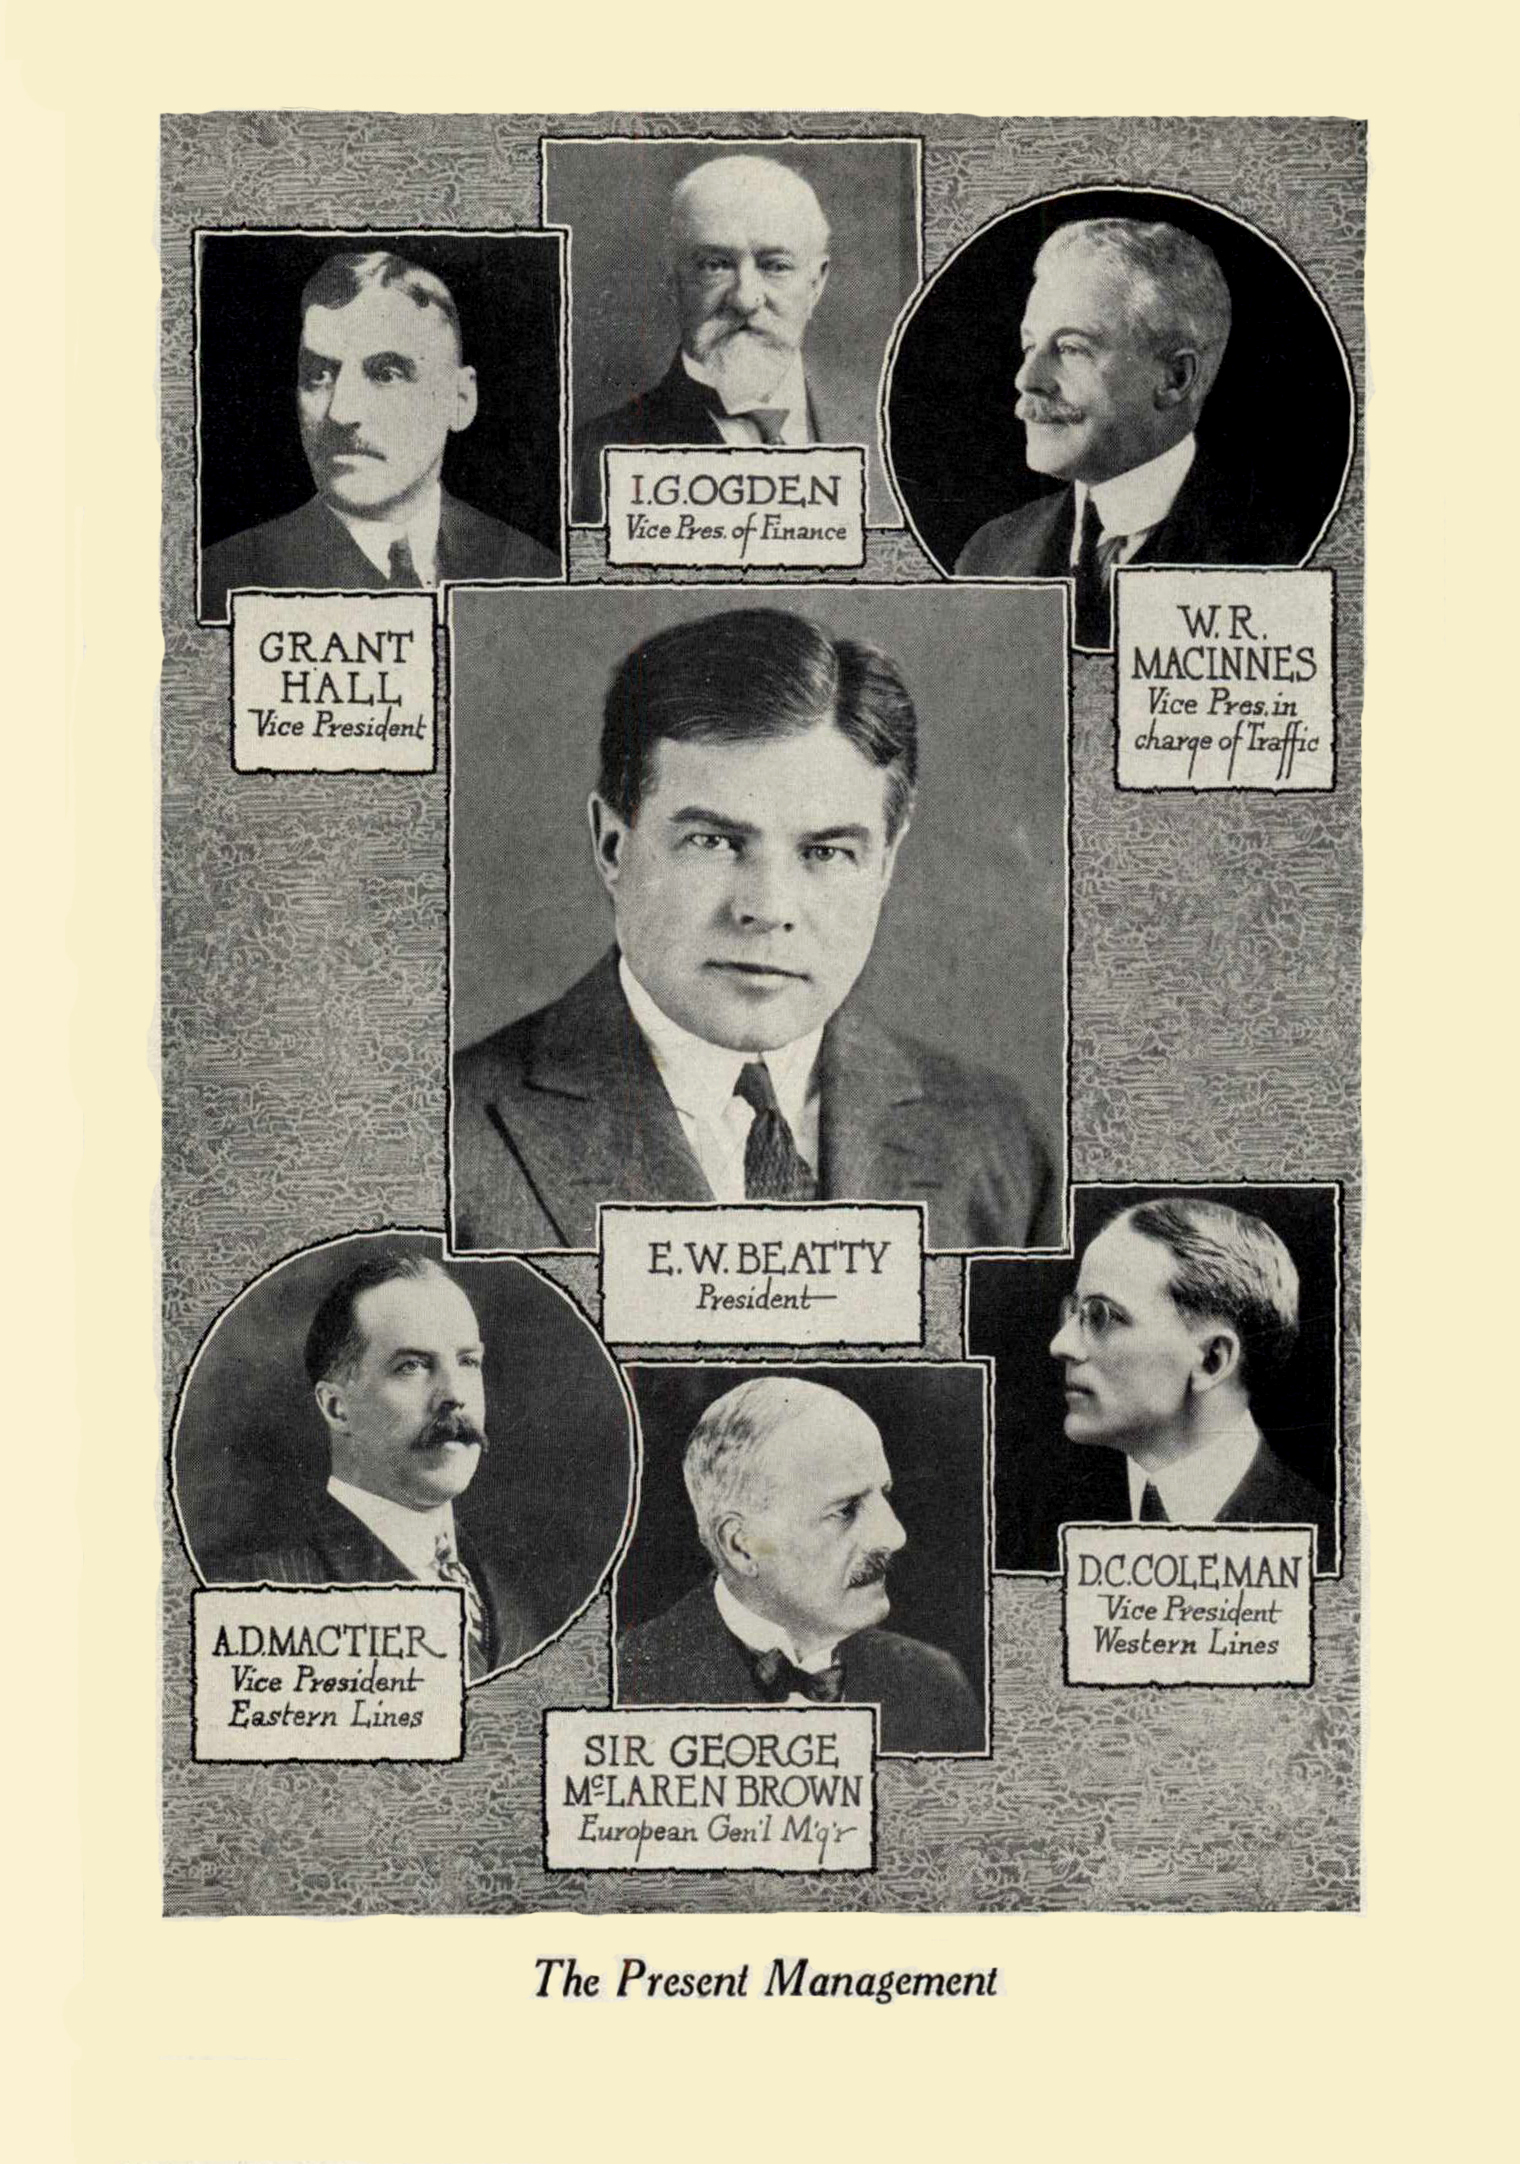 I.G.OGDEN
Vice Pres. of Finance
GRANT
HALL
Vice President
W.R.
MACINNES
Vice Pres. in
charge of Traffic
E.W. BEATTY
President
A.D. MACTIER
Vice President
Eastern Lines
D.C. COLEMAN
Vice President
Western Lines
SIR GEORGE
McLAREN BROWN
European Gen'l M'g'r
The Present Management